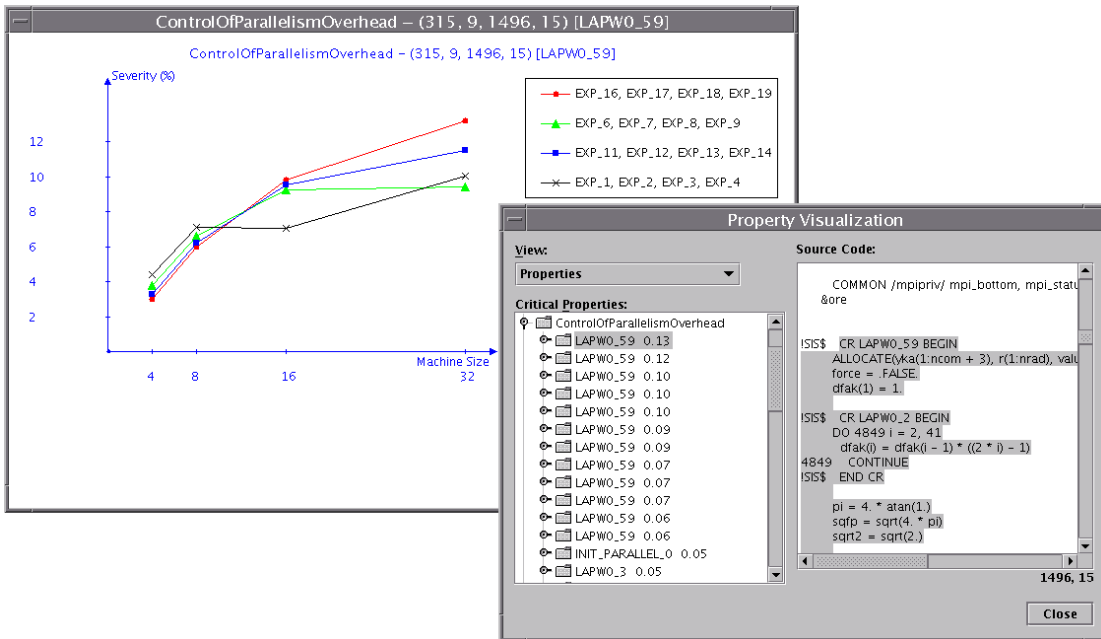 ControlOfParallelismOverhead – (315, 9, 1496, 15) [LAPW0_59]
ControlOfParallelismOverhead – (315, 9, 1496, 15) [LAPW0_59]
Severity (%)
12
10
8
6
4
2
4
8
16
32
Machine Size
EXP_16, EXP_17, EXP_18, EXP_19
EXP_6, EXP_7, EXP_8, EXP_9
EXP_11, EXP_12, EXP_13, EXP_14
EXP_1, EXP_2, EXP_3, EXP_4
Property Visualization
View:
Properties
Critical Properties:
ControlOfParallelismOverhead
LAPW0_59 0.13
LAPW0_59 0.12
LAPW0_59 0.10
LAPW0_59 0.10
LAPW0_59 0.10
LAPW0_59 0.09
LAPW0_59 0.09
LAPW0_59 0.07
LAPW0_59 0.07
LAPW0_59 0.07
LAPW0_59 0.06
LAPW0_59 0.06
INIT_PARALLEL_0 0.05
LAPW0_3 0.05
Source Code:
COMMON /mpipriv/ mpi_bottom, mpi_statu
&ore
!SIS$ CR LAPW0_59 BEGIN
ALLOCATE(yka(1:ncom + 3), r(1:nrad), valu
force = .FALSE.
dfak(1) = 1.
!SIS$ CR LAPW0_2 BEGIN
DO 4849 i = 2, 41
dfak(i) = dfak(i – 1) * ((2 * i) – 1)
4849 CONTINUE
!SIS$ END CR
pi = 4. * atan(1.)
sqfp = sqrt(4. * pi)
sqrt2 = sqrt(2.)
1496, 15
Close